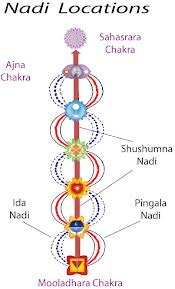 Nadi Locations
Sahasrara
Chakra
Ajna
Chakra
Shushumna
Nadi
Ida
Nadi
Pingala
Nadi
Mooladhara Chakra